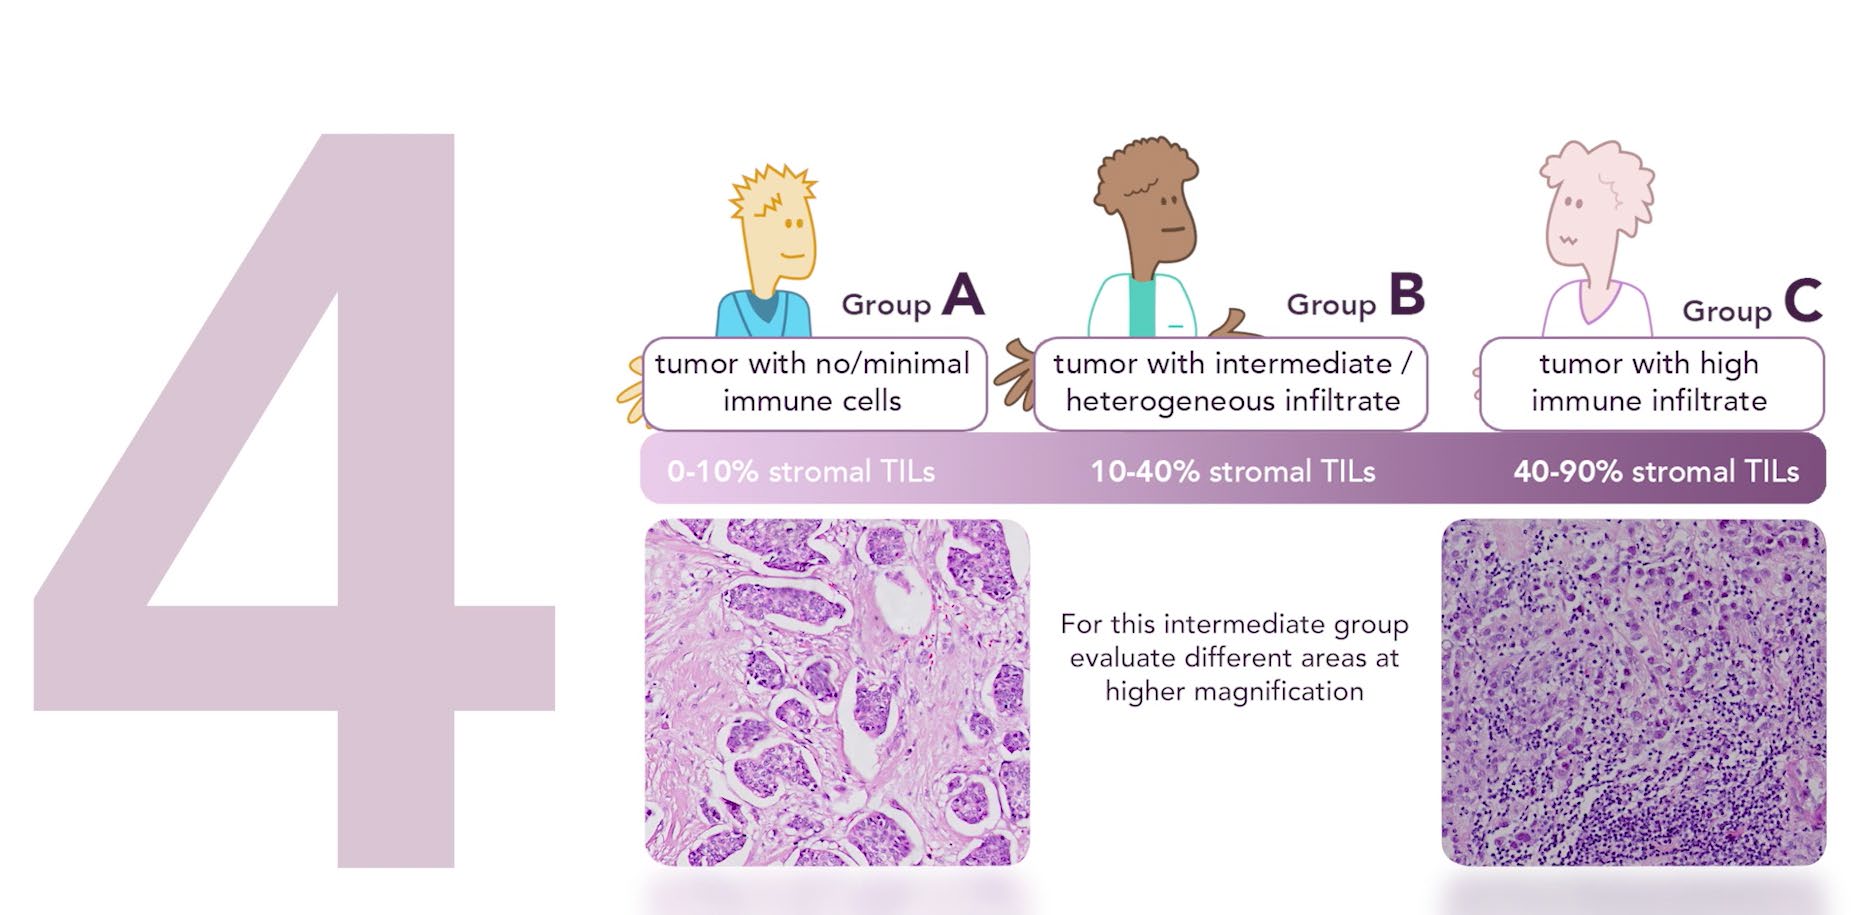 4
Group A
tumor with no/minimal
immune cells
0-10% stromal TILs
Group B
tumor with intermediate /
heterogeneous infiltrate
10-40% stromal TILs
For this intermediate group
evaluate different areas at
higher magnification
Group C
tumor with high
immune infiltrate
40-90% stromal TILs